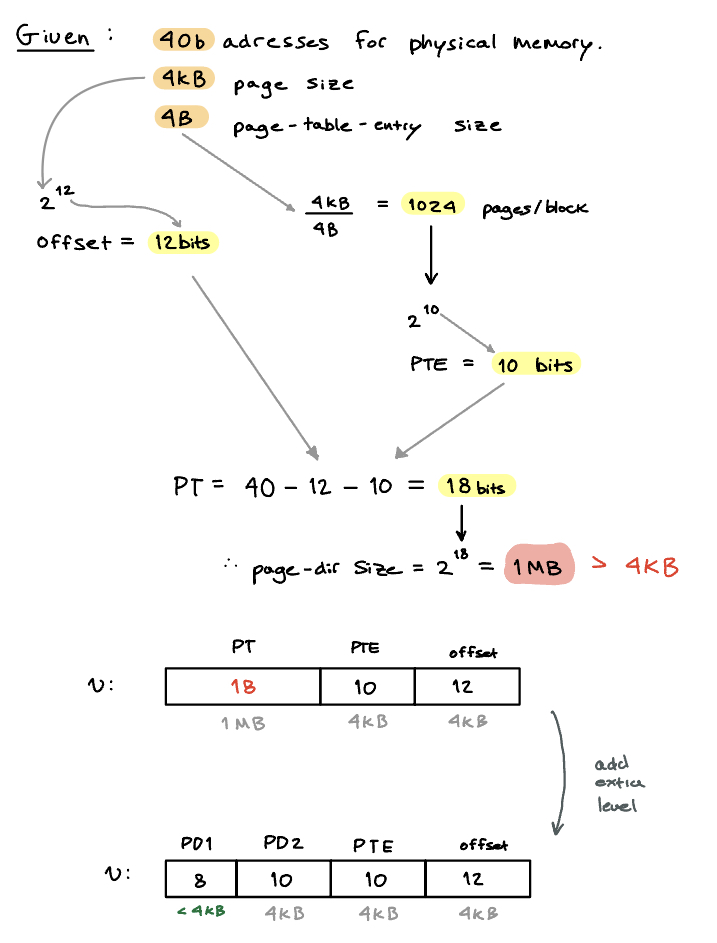 Given : 40b adresses for physical memory.
4kB page size
4B page-table-entry size
2^12
offset = 12bits
4kB / 4B = 1024 pages/block
2^10
PTE = 10 bits
PT = 40 - 12 - 10 = 18 bits
∴ page-dir size = 2^18 = 1MB > 4KB
PT PTE offset
v: 18 10 12
1MB 4kB 4kB
add
extra
level
PD1 PD2 PTE offset
v: 8 10 10 12
<4kB 4kB 4kB 4kB